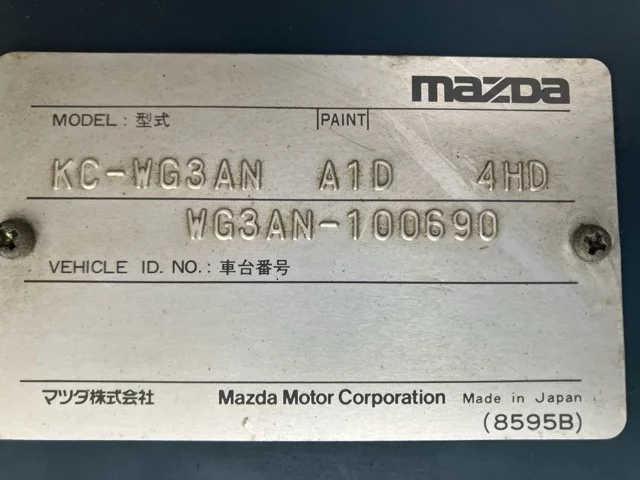 mazda
MODEL : 型式 PAINT
KC-WG3AN A1D 4HD
WG3AN-100690
VEHICLE ID. NO. : 車台番号
マツダ株式会社 Mazda Motor Corporation Made in Japan
(8595B)